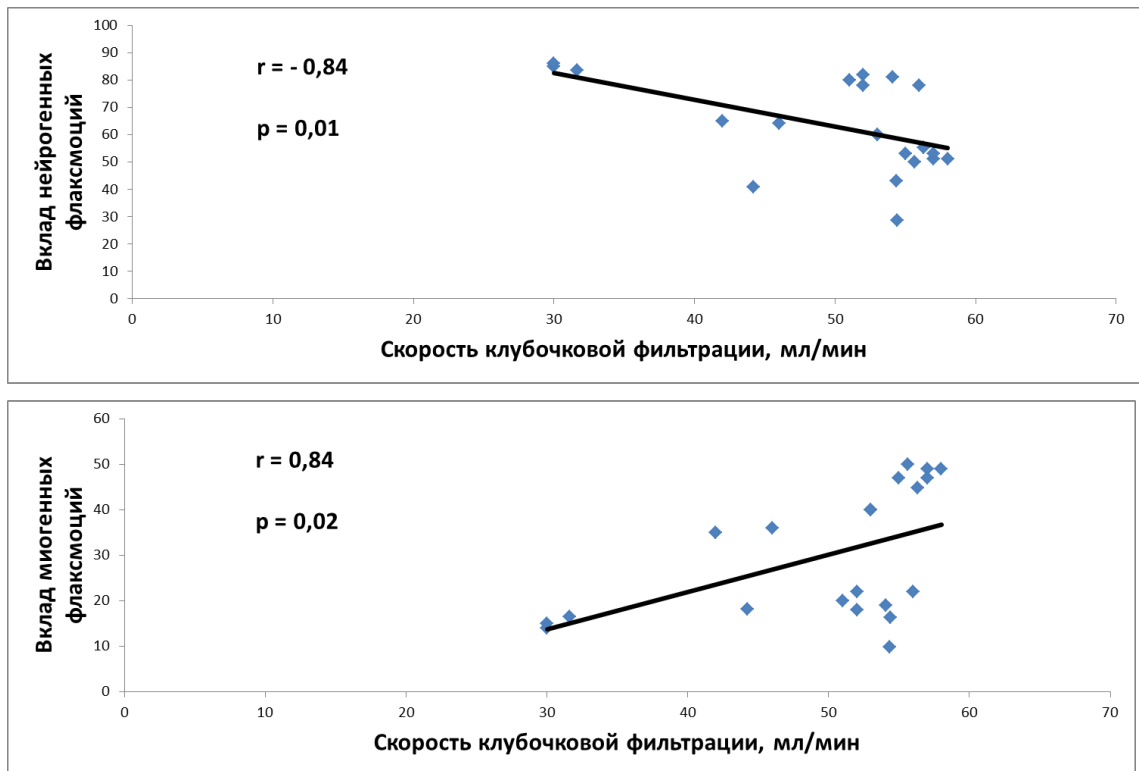 100
90
80
70
60
50
40
30
20
10
0
Вклад нейрогенных
флаксмоций
r = - 0,84
p = 0,01
0 10 20 30 40 50 60 70
Скорость клубочковой фильтрации, мл/мин
60
50
40
30
20
10
0
Вклад миогенных
флаксмоций
r = 0,84
p = 0,02
0 10 20 30 40 50 60 70
Скорость клубочковой фильтрации, мл/мин